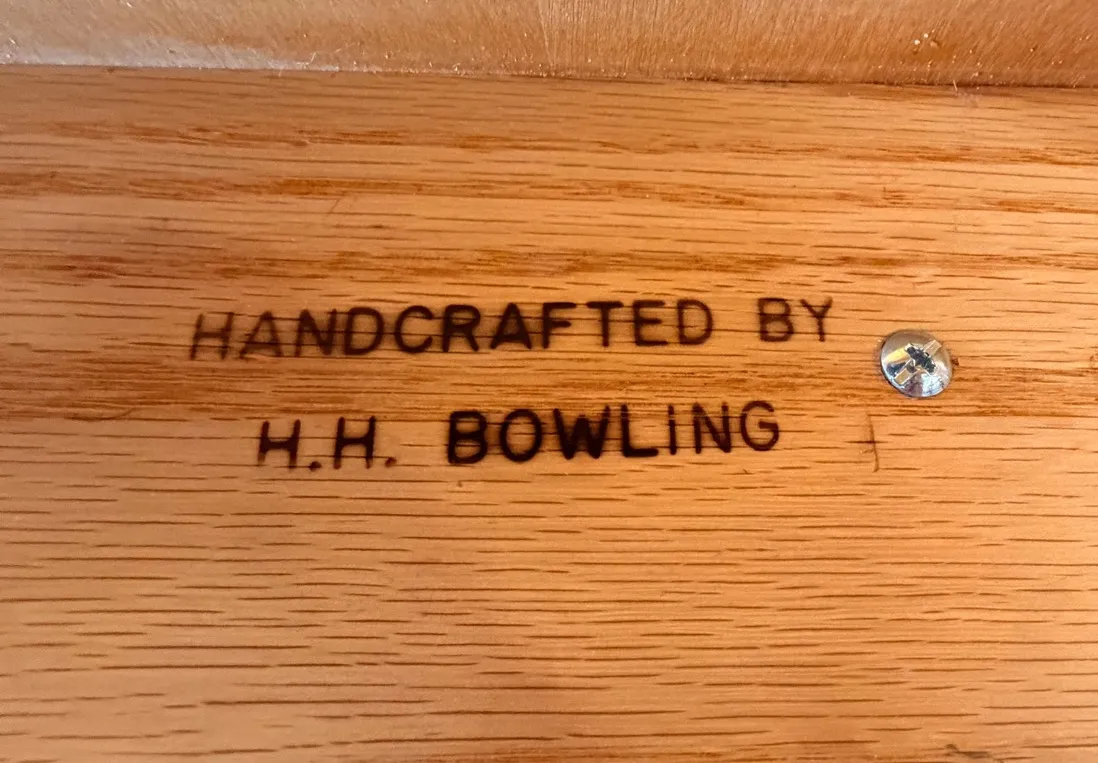 HANDCRAFTED BY
H.H. BOWLING